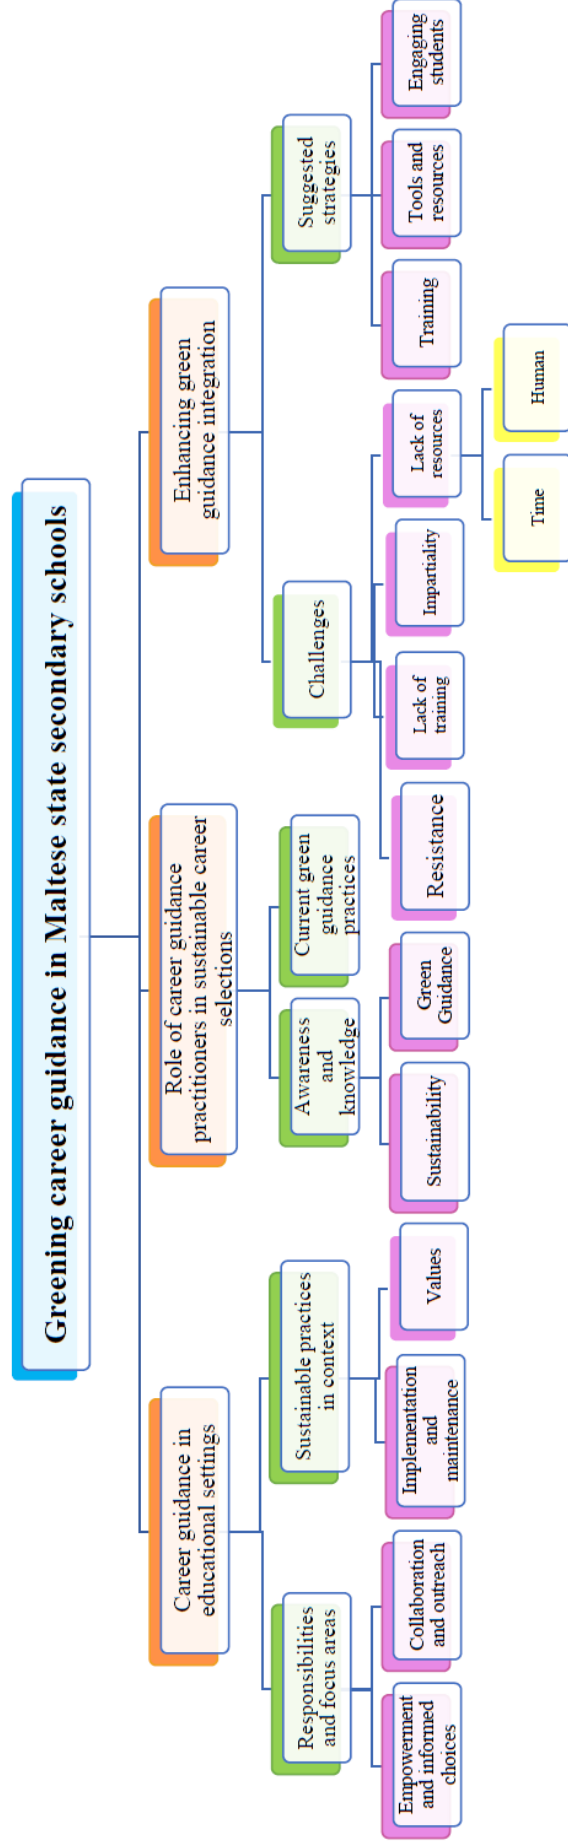 Greening career guidance in Maltese state secondary schools
Career guidance in
educational settings
Role of career guidance
practitioners in sustainable career
selections
Enhancing green
guidance integration
Responsibilities
and focus areas
Sustainable practices
in context
Awareness
and
knowledge
Current green
guidance
practices
Challenges
Suggested
strategies
Empowerment
and informed
choices
Collaboration
and outreach
Implementation
and
maintenance
Values
Sustainability
Green
Guidance
Resistance
Lack of
training
Impartiality
Lack of
resources
Training
Tools and
resources
Engaging
students
Time
Human